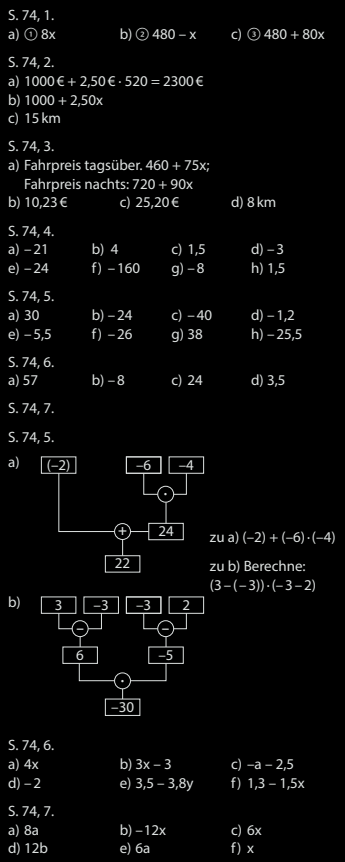 S. 74, 1.
a) ① 8x b) ② 480 – x c) ③ 480 + 80x
S. 74, 2.
a) 1000 € + 2,50 € · 520 = 2300 €
b) 1000 + 2,50x
c) 15 km
S. 74, 3.
a) Fahrpreis tagsüber. 460 + 75x;
Fahrpreis nachts: 720 + 90x
b) 10,23 € c) 25,20 € d) 8 km
S. 74, 4.
a) –21 b) 4 c) 1,5 d) –3
e) –24 f) –160 g) –8 h) 1,5
S. 74, 5.
a) 30 b) –24 c) –40 d) –1,2
e) –5,5 f) –26 g) 38 h) –25,5
S. 74, 6.
a) 57 b) –8 c) 24 d) 3,5
S. 74, 7.
S. 74, 5.
a) (–2) –6 –4
·
+ 24
22
zu a) (–2) + (–6) · (–4)
zu b) Berechne:
(3 – (–3)) · (–3 – 2)
b) 3 –3 –3 2
– –
6 –5
·
–30
S. 74, 6.
a) 4x b) 3x – 3 c) –a – 2,5
d) –2 e) 3,5 – 3,8y f) 1,3 – 1,5x
S. 74, 7.
a) 8a b) –12x c) 6x
d) 12b e) 6a f) x